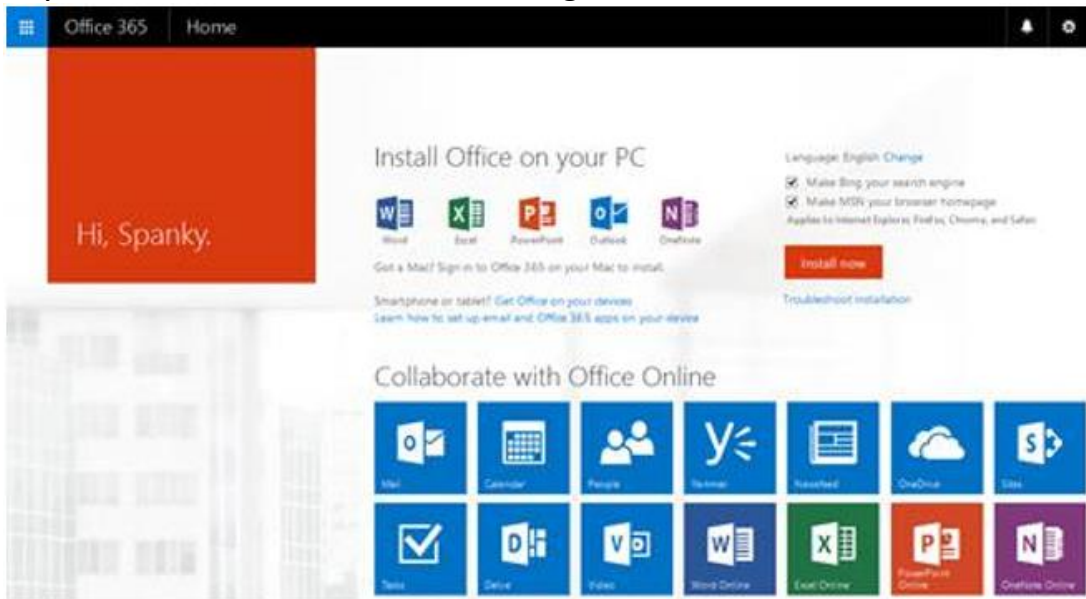 Office 365 Home
Hi, Spanky.
Install Office on your PC
Word Excel PowerPoint Outlook OneNote
Got a Mac? Sign in to Office 365 on your Mac to install.
Smartphone or tablet? Get Office on your devices
Learn how to set up email and Office 365 apps on your device
Language: English Change
Make Bing your search engine
Make MSN your browser homepage
Applies to Internet Explorer, Firefox, Chrome, and Safari
Install now
Troubleshoot installation
Collaborate with Office Online
Mail Calendar People Yammer Newsfeed OneDrive Sites
Tasks Delve Video Word Online Excel Online PowerPoint Online OneNote Online